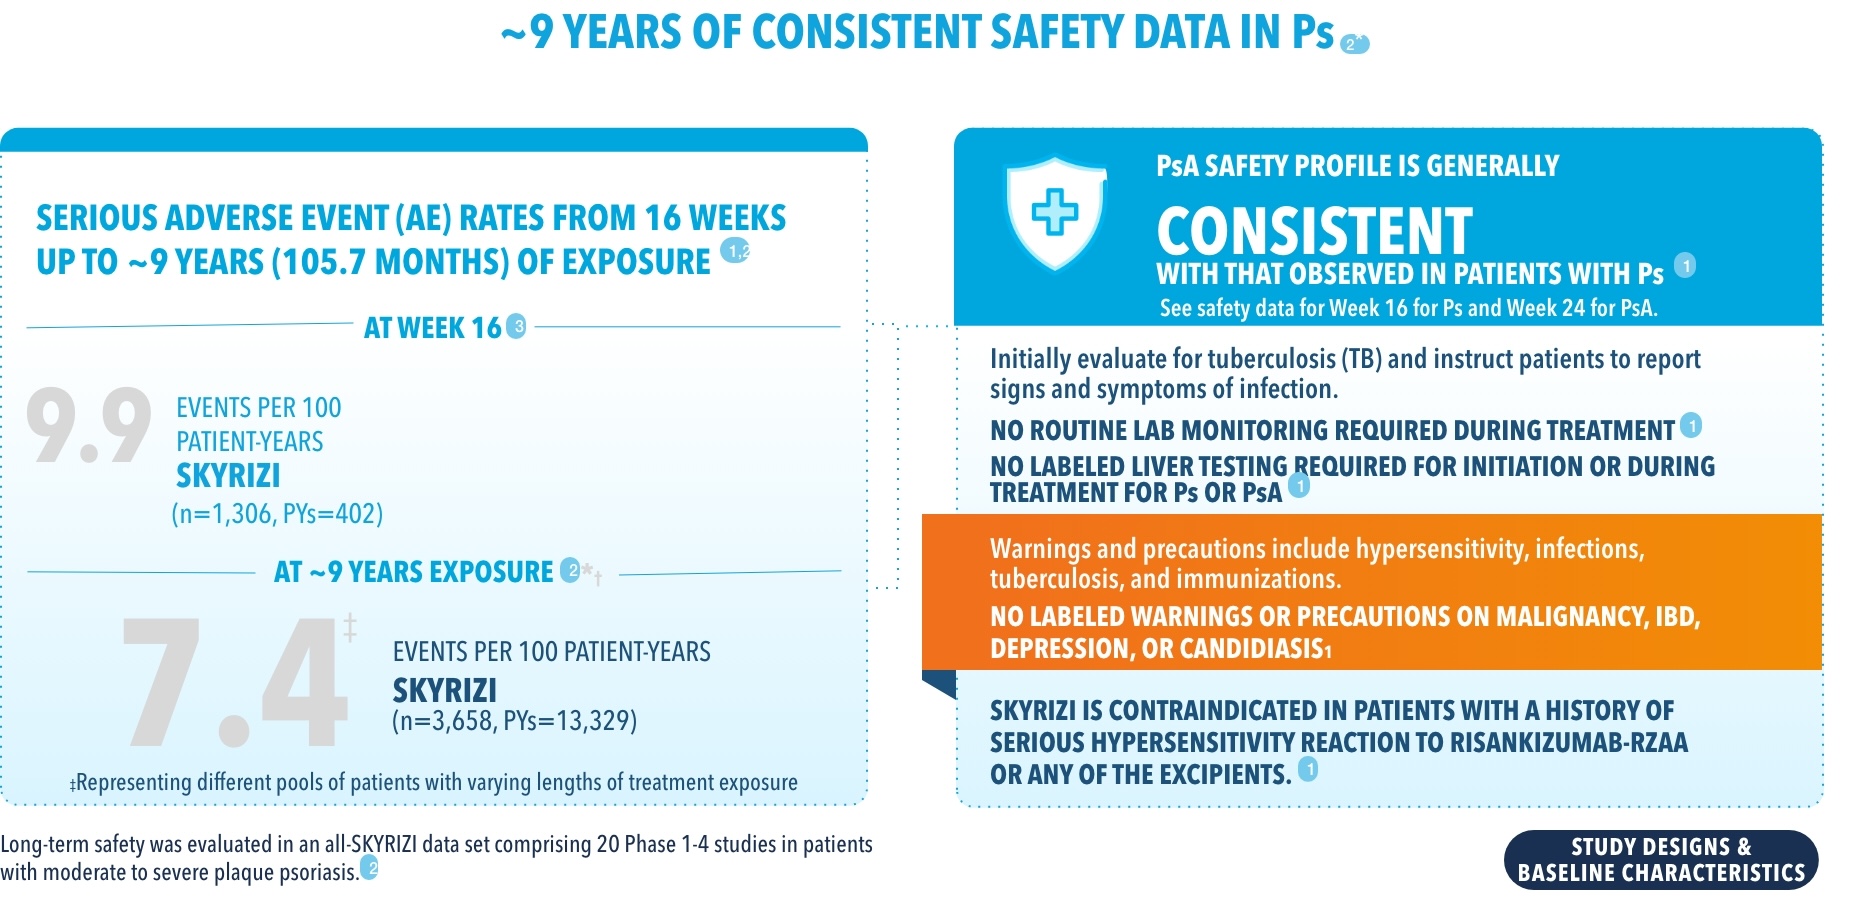 ~9 YEARS OF CONSISTENT SAFETY DATA IN Ps 2*
SERIOUS ADVERSE EVENT (AE) RATES FROM 16 WEEKS
UP TO ~9 YEARS (105.7 MONTHS) OF EXPOSURE 1,2
AT WEEK 16 3
9.9
EVENTS PER 100
PATIENT-YEARS
SKYRIZI
(n=1,306, PYs=402)
AT ~9 YEARS EXPOSURE 2*†
7.4‡
EVENTS PER 100 PATIENT-YEARS
SKYRIZI
(n=3,658, PYs=13,329)
‡Representing different pools of patients with varying lengths of treatment exposure
Long-term safety was evaluated in an all-SKYRIZI data set comprising 20 Phase 1-4 studies in patients
with moderate to severe plaque psoriasis. 2
PsA SAFETY PROFILE IS GENERALLY
CONSISTENT
WITH THAT OBSERVED IN PATIENTS WITH Ps 1
See safety data for Week 16 for Ps and Week 24 for PsA.
Initially evaluate for tuberculosis (TB) and instruct patients to report
signs and symptoms of infection.
NO ROUTINE LAB MONITORING REQUIRED DURING TREATMENT 1
NO LABELED LIVER TESTING REQUIRED FOR INITIATION OR DURING
TREATMENT FOR Ps OR PsA 1
Warnings and precautions include hypersensitivity, infections,
tuberculosis, and immunizations.
NO LABELED WARNINGS OR PRECAUTIONS ON MALIGNANCY, IBD,
DEPRESSION, OR CANDIDIASIS1
SKYRIZI IS CONTRAINDICATED IN PATIENTS WITH A HISTORY OF
SERIOUS HYPERSENSITIVITY REACTION TO RISANKIZUMAB-RZAA
OR ANY OF THE EXCIPIENTS. 1
STUDY DESIGNS &
BASELINE CHARACTERISTICS